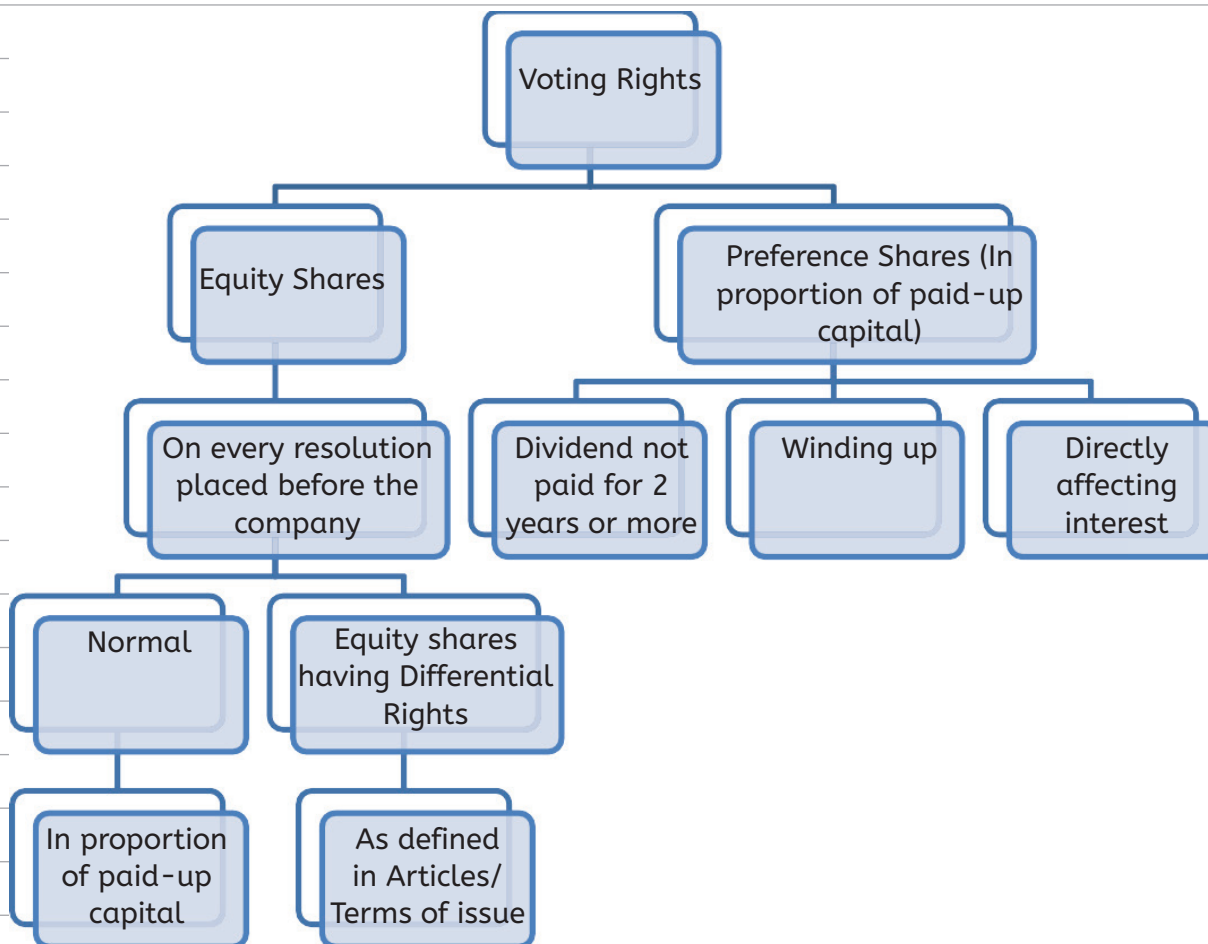 Voting Rights
Equity Shares
Preference Shares (In
proportion of paid-up
capital)
On every resolution
placed before the
company
Dividend not
paid for 2
years or more
Winding up
Directly
affecting
interest
Normal
Equity shares
having Differential
Rights
In proportion
of paid-up
capital
As defined
in Articles/
Terms of issue